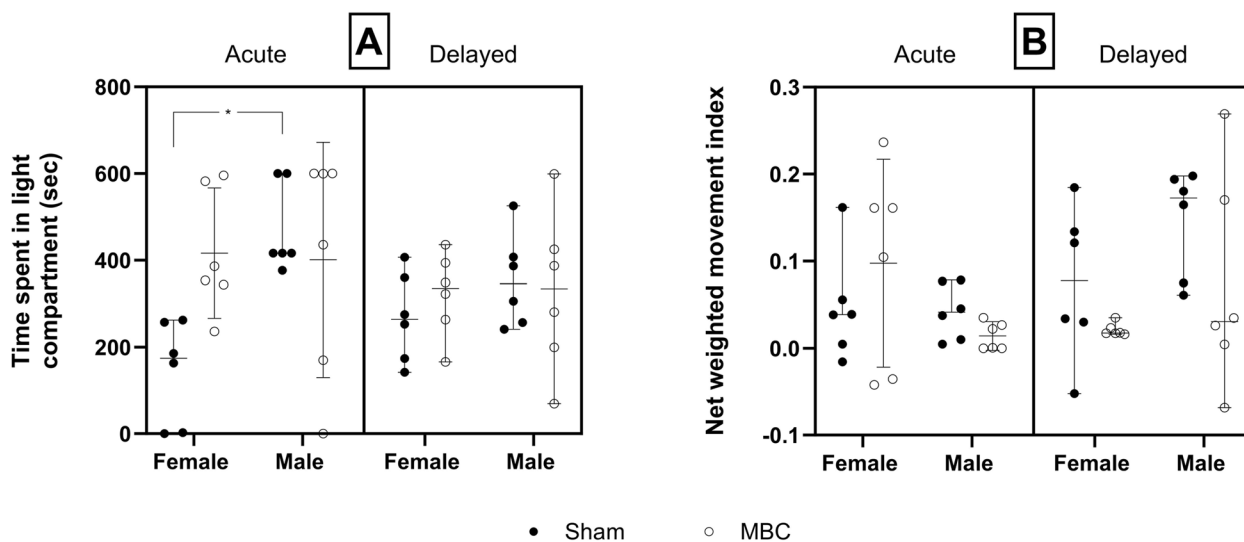 A
Acute
Delayed
Time spent in light
compartment (sec)
800
600
400
200
0
*
Female
Male
Female
Male
B
Acute
Delayed
Net weighted movement index
0.3
0.2
0.1
0.0
-0.1
Female
Male
Female
Male
Sham
MBC